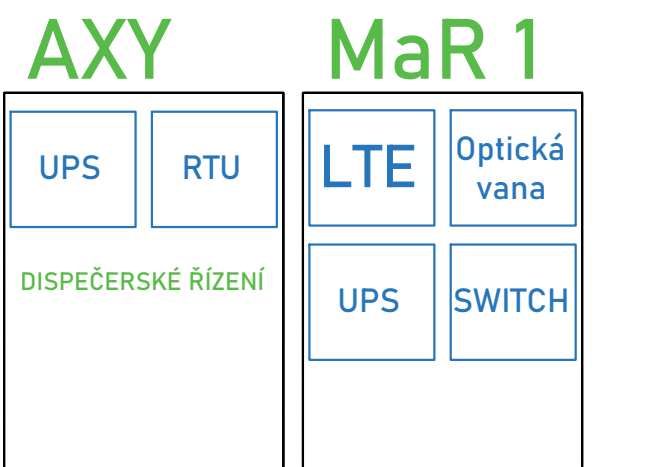 AXY
MaR 1
UPS
RTU
DISPEČERSKÉ ŘÍZENÍ
LTE
Optická
vana
UPS
SWITCH